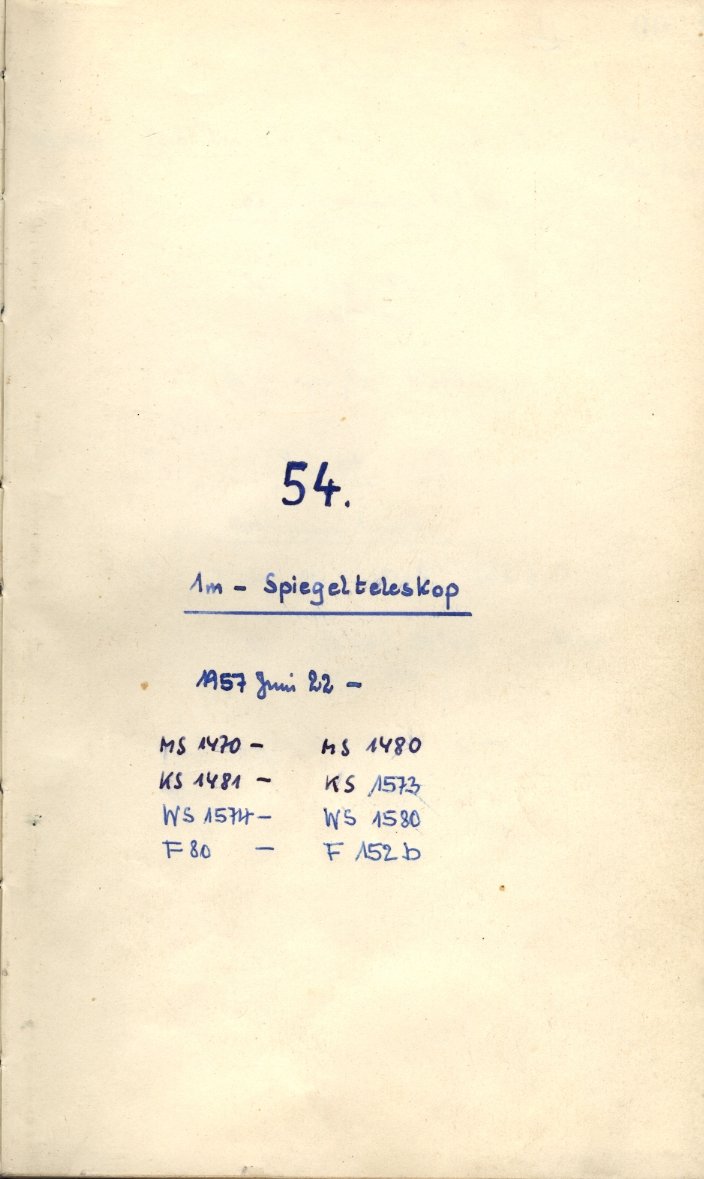 54.
1m - Spiegelteleskop
1957 Juni 22 -
MS 1470 - MS 1480
KS 1481 - KS 1573
WS 1574 - WS 1580
F 80 - F 152 b